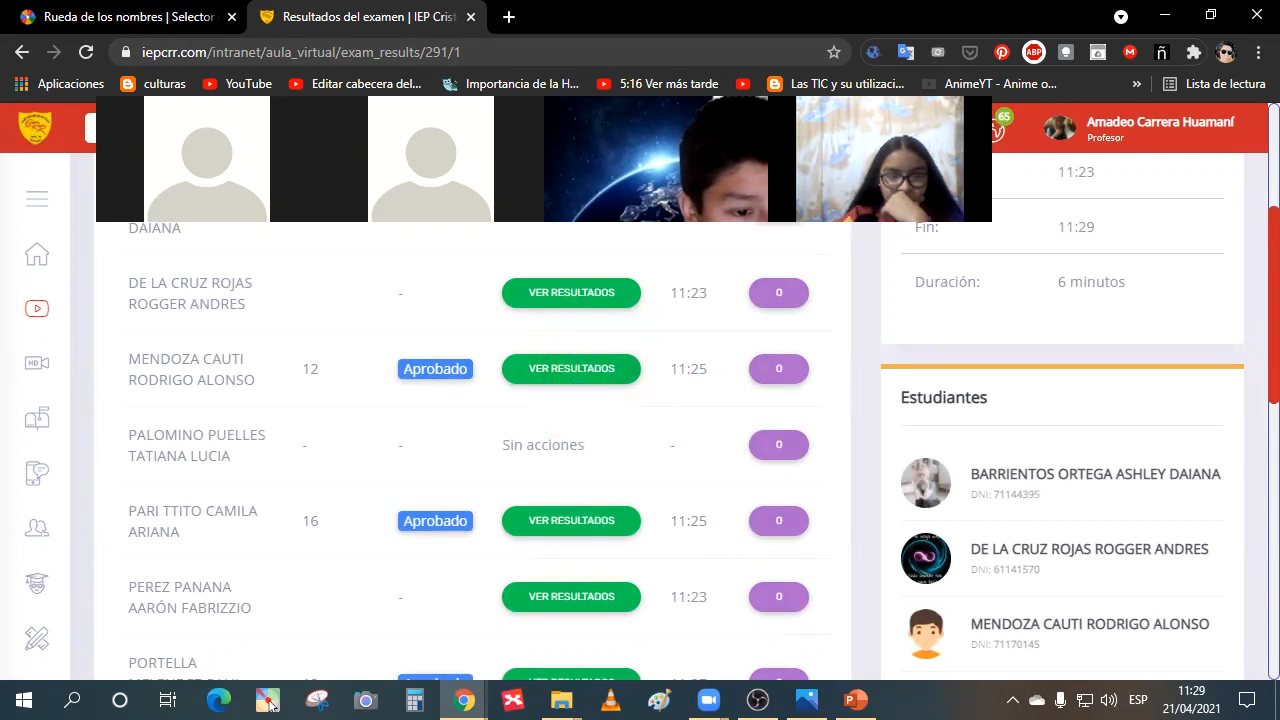 Rueda de los nombres | Selector
Resultados del examen | IEP Crist
iepcrr.com/intranet/aula_virtual/exam_results/291/1
ABP
ñ
Aplicaciones
culturas
YouTube
Editar cabecera del...
Importancia de la H...
5:16 Ver más tarde
Las TIC y su utilizaci...
AnimeYT - Anime o...
»
Lista de lectura
65
Amadeo Carrera Huamaní
Profesor
11:23
Fin: 11:29
Duración: 6 minutos
HD
DAIANA
DE LA CRUZ ROJAS
ROGGER ANDRES
- VER RESULTADOS 11:23 0
MENDOZA CAUTI
RODRIGO ALONSO
12 Aprobado VER RESULTADOS 11:25 0
PALOMINO PUELLES
TATIANA LUCIA
- - Sin acciones - 0
PARI TTITO CAMILA
ARIANA
16 Aprobado VER RESULTADOS 11:25 0
PEREZ PANANA
AARÓN FABRIZZIO
- VER RESULTADOS 11:23 0
PORTELLA
Estudiantes
BARRIENTOS ORTEGA ASHLEY DAIANA
DNI: 71144395
DE LA CRUZ ROJAS ROGGER ANDRES
DNI: 61141570
MENDOZA CAUTI RODRIGO ALONSO
DNI: 71170145
ESP
11:29
21/04/2021